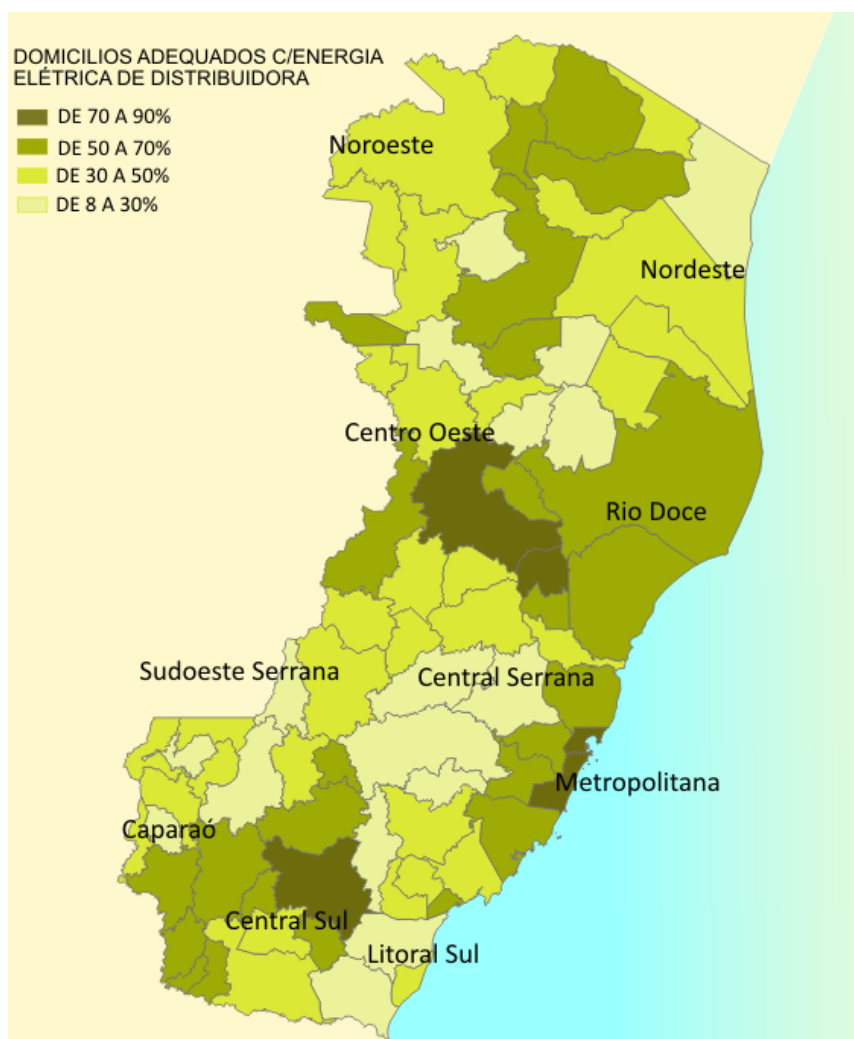 DOMICILIOS ADEQUADOS C/ENERGIA
ELÉTRICA DE DISTRIBUIDORA
DE 70 A 90%
DE 50 A 70%
DE 30 A 50%
DE 8 A 30%
Noroeste
Nordeste
Centro Oeste
Rio Doce
Sudoeste Serrana
Central Serrana
Metropolitana
Caparaó
Central Sul
Litoral Sul